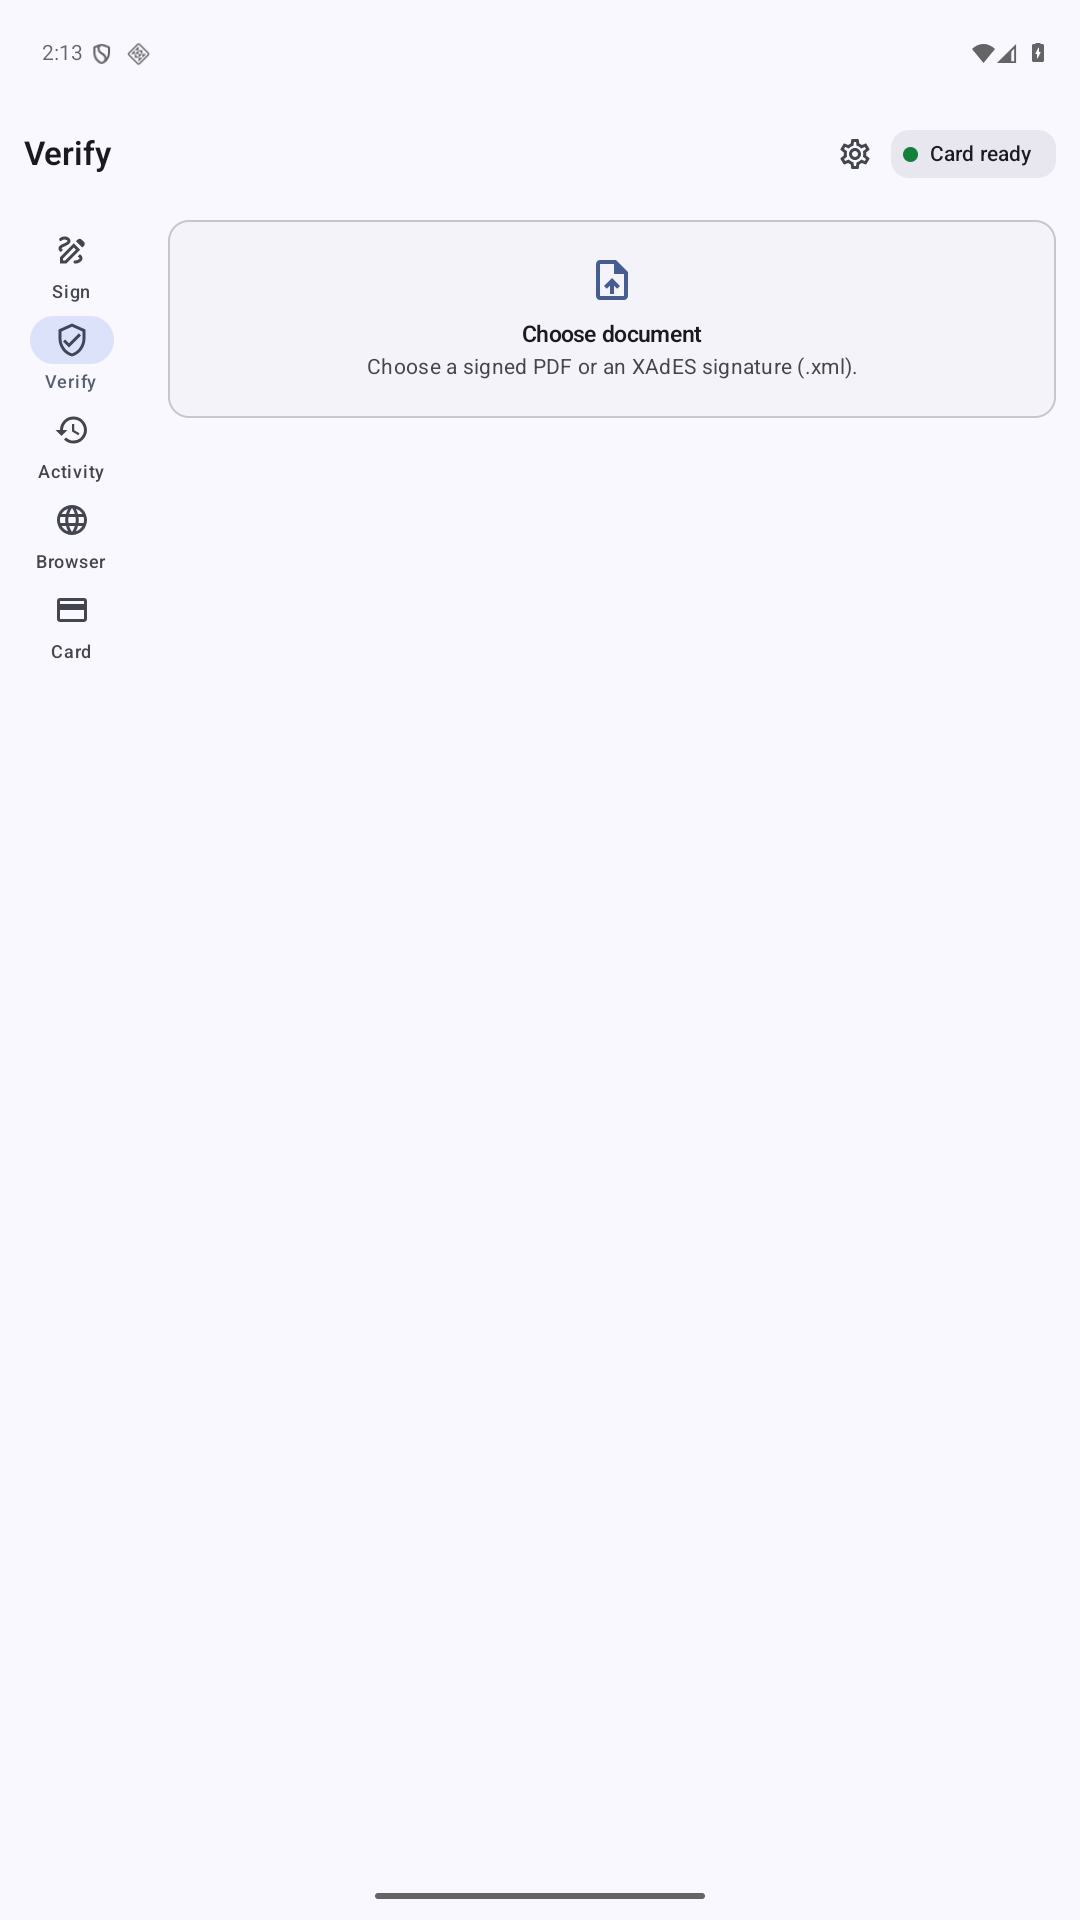 2:13
Verify
Card ready
Sign
Verify
Activity
Browser
Card
Choose document
Choose a signed PDF or an XAdES signature (.xml).